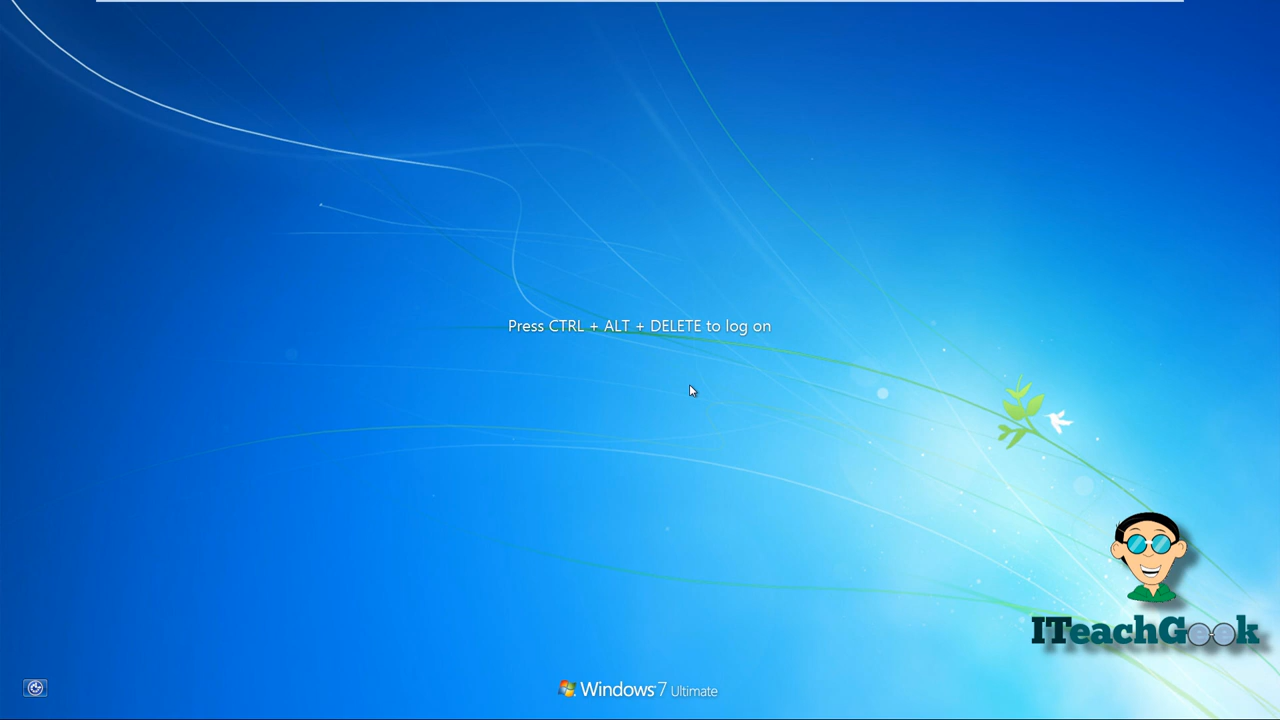 Press CTRL + ALT + DELETE to log on
ITeachGeek
Windows 7 Ultimate